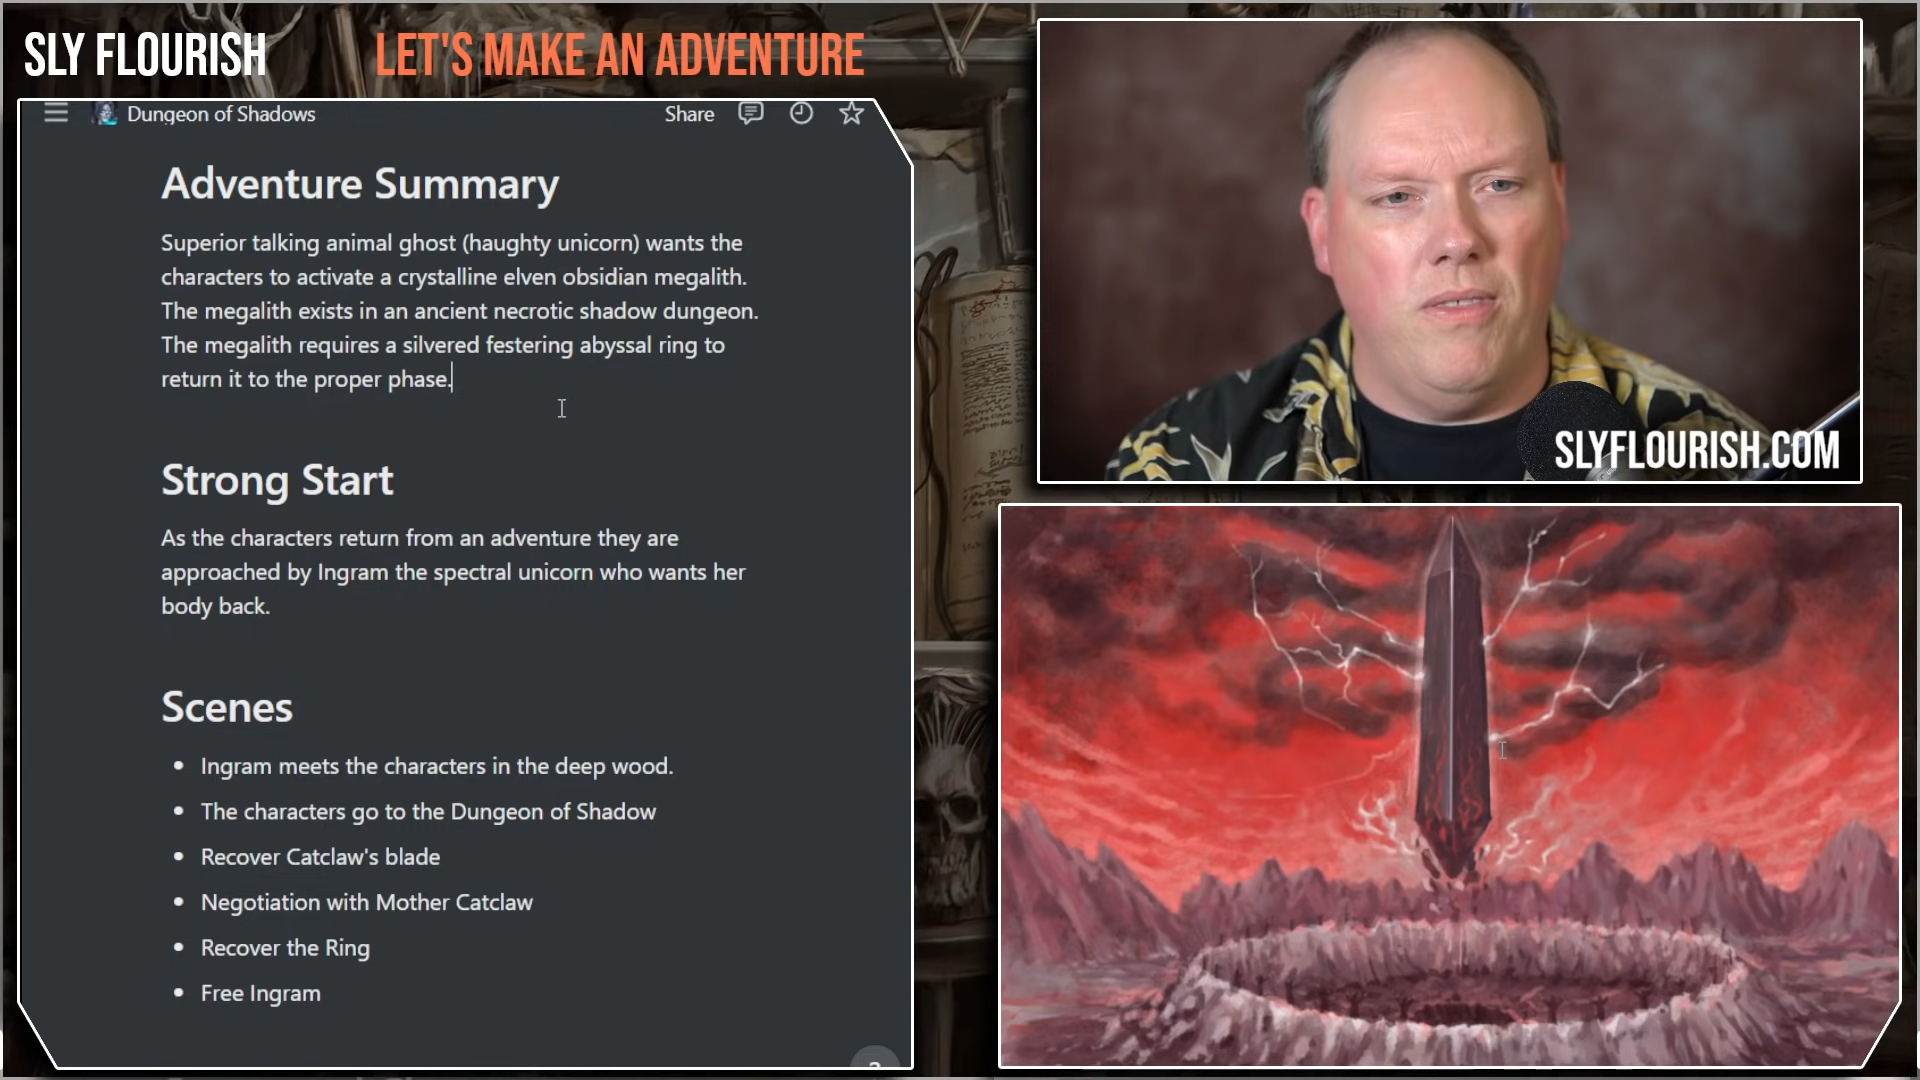 SLY FLOURISH
LET'S MAKE AN ADVENTURE
Dungeon of Shadows
Share
Adventure Summary
Superior talking animal ghost (haughty unicorn) wants the
characters to activate a crystalline elven obsidian megalith.
The megalith exists in an ancient necrotic shadow dungeon.
The megalith requires a silvered festering abyssal ring to
return it to the proper phase.
Strong Start
As the characters return from an adventure they are
approached by Ingram the spectral unicorn who wants her
body back.
Scenes
• Ingram meets the characters in the deep wood.
• The characters go to the Dungeon of Shadow
• Recover Catclaw's blade
• Negotiation with Mother Catclaw
• Recover the Ring
• Free Ingram
SLYFLOURISH.COM